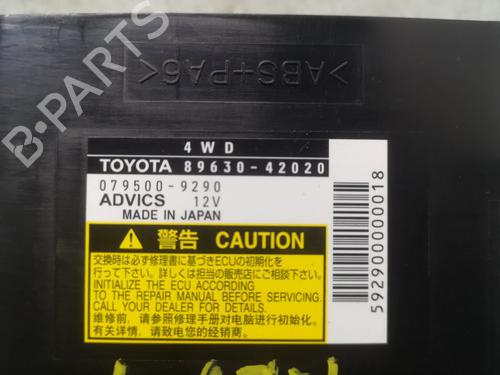 >ABS+PA6<
B-PARTS
4WD
TOYOTA 89630-42020
079500-9290
ADVICS 12V
MADE IN JAPAN
592900000018
警告 CAUTION
交換時は必ず修理書に基づきECUの初期化を
行って下さい。詳しくは担当の販売店にご相談下さい!
INITIALIZE THE ECU ACCORDING
TO THE REPAIR MANUAL BEFORE SERVICING.
CALL YOUR DEALER FOR DETAILS.
维修前，请参照修理手册对电脑进行初始化。
有关详情，请致电您的经销商。